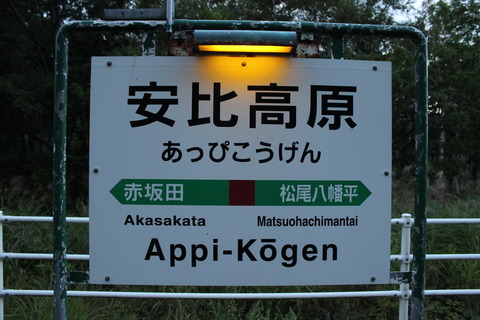 安比高原
あっぴこうげん
赤坂田 松尾八幡平
Akasakata Matsuohachimantai
Appi-Kōgen